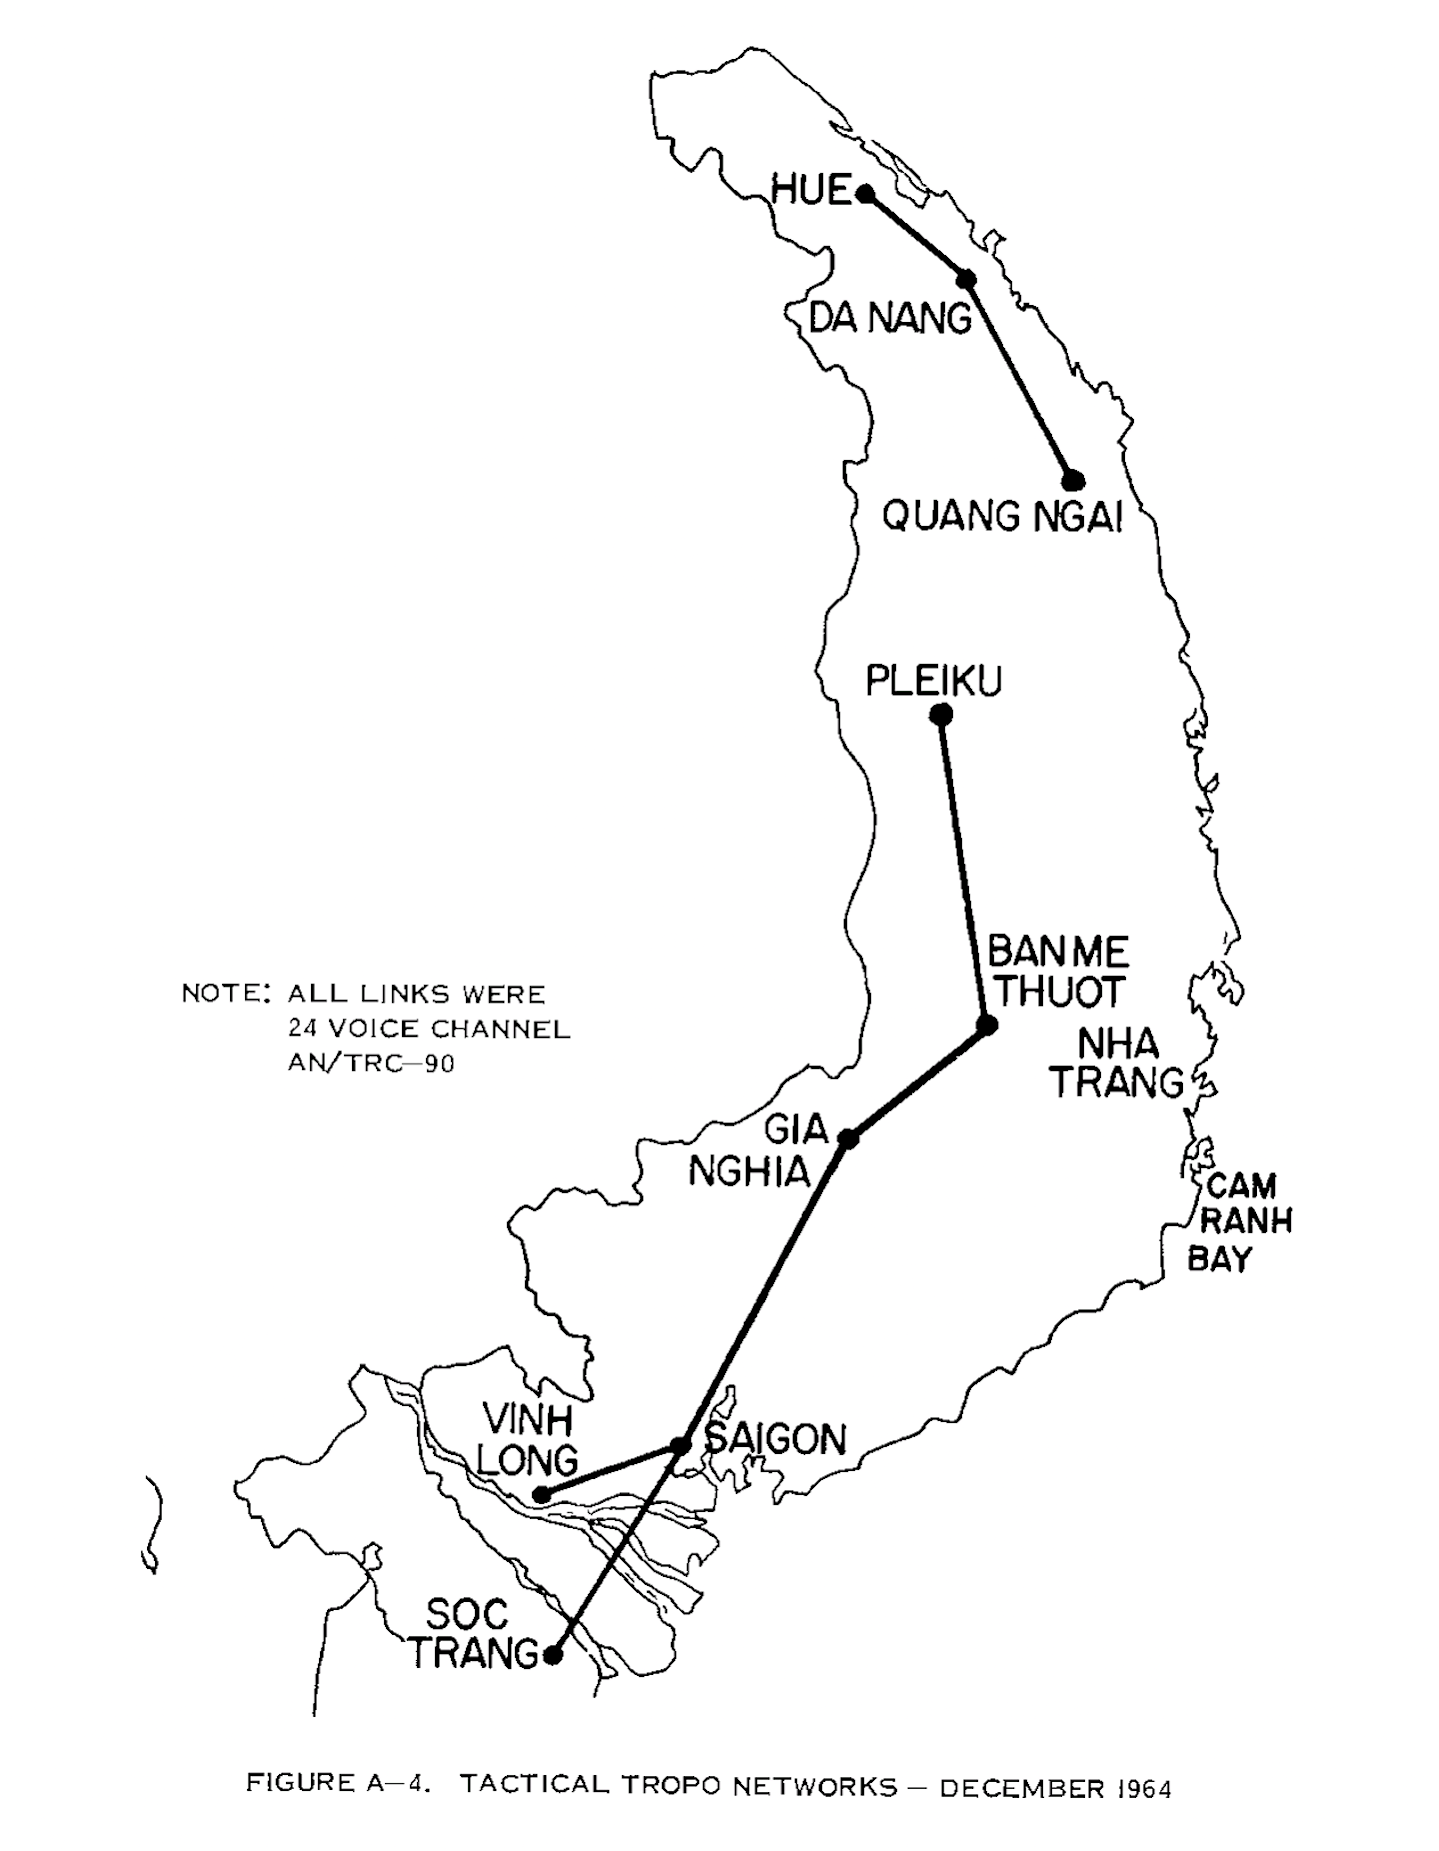 HUE
DA NANG
QUANG NGAI
PLEIKU
BAN ME
THUOT
NHA
TRANG
NOTE: ALL LINKS WERE
24 VOICE CHANNEL
AN/TRC-90
GIA
NGHIA
CAM
RANH
BAY
VINH
LONG
SAIGON
SOC
TRANG
FIGURE A-4. TACTICAL TROPO NETWORKS — DECEMBER 1964